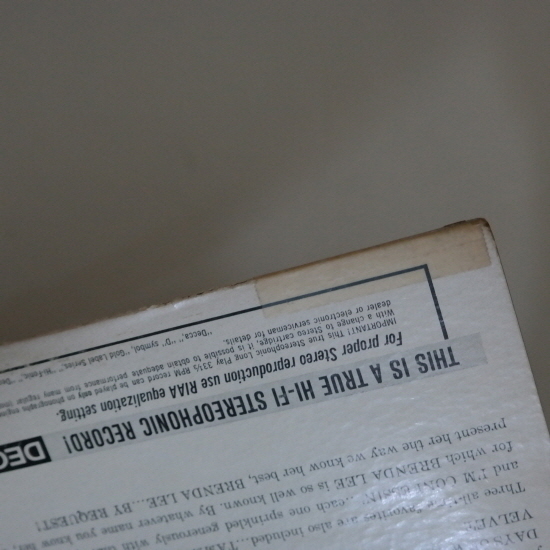 DAYS O
VELVET
Three all-time favorites are also included...TA
and I'M CONFESSIN' ...each one sprinkled generously with
for which BRENDA LEE is so well known. By whatever name you know
present her the way we know her best, BRENDA LEE...BY REQUEST!
DEC
THIS IS A TRUE HI-FI STEREOPHONIC RECORD!
For proper Stereo reproduction use RIAA equalization setting.
IMPORTANT! This true Stereophonic Long Play 33⅓ RPM record can be played only on phonographs
With a change to Stereo cartridge, it is possible to obtain adequate performance from many regular
dealer or electronic serviceman for details.
"Decca," "D," symbol, "Gold Label Series,"